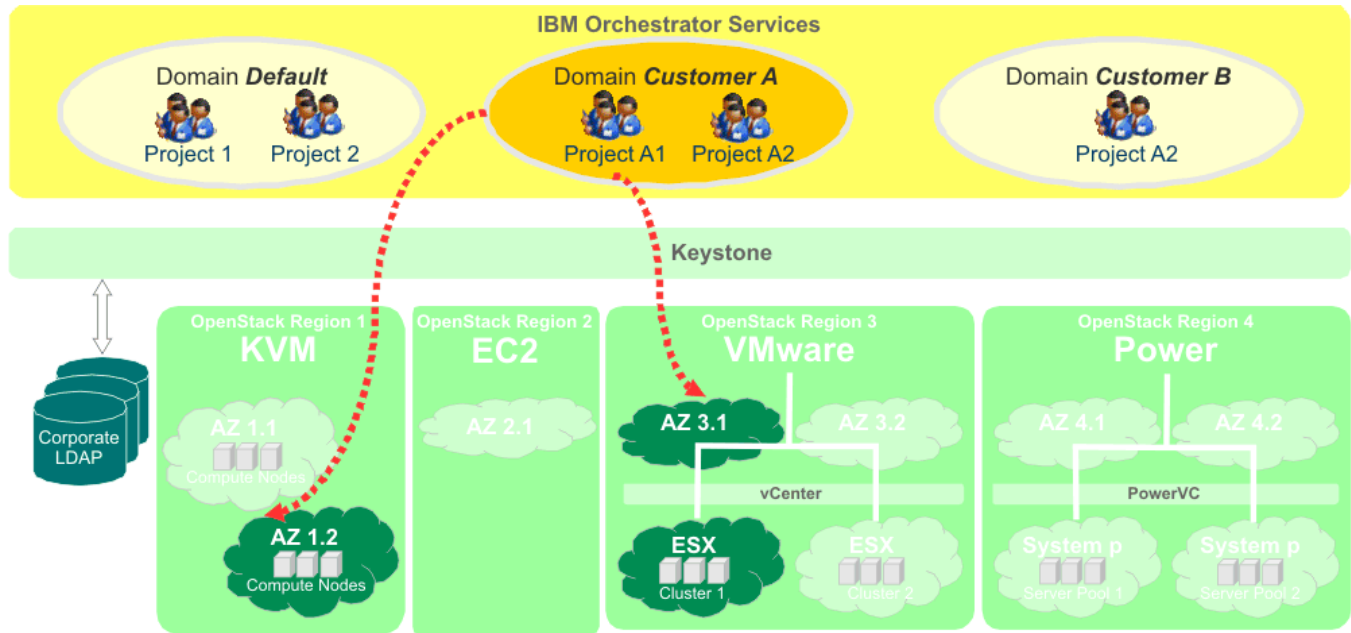 IBM Orchestrator Services
Domain Default
Project 1
Project 2
Domain Customer A
Project A1
Project A2
Domain Customer B
Project A2
Keystone
Corporate
LDAP
OpenStack Region 1
KVM
AZ 1.1
Compute Nodes
AZ 1.2
Compute Nodes
OpenStack Region 2
EC2
AZ 2.1
OpenStack Region 3
VMware
AZ 3.1
AZ 3.2
vCenter
ESX
Cluster 1
ESX
Cluster 2
OpenStack Region 4
Power
AZ 4.1
AZ 4.2
PowerVC
System p
Server Pool 1
System p
Server Pool 2